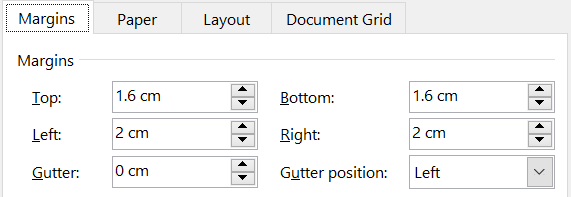 Margins Paper Layout Document Grid
Margins
Top: 1.6 cm Bottom: 1.6 cm
Left: 2 cm Right: 2 cm
Gutter: 0 cm Gutter position: Left